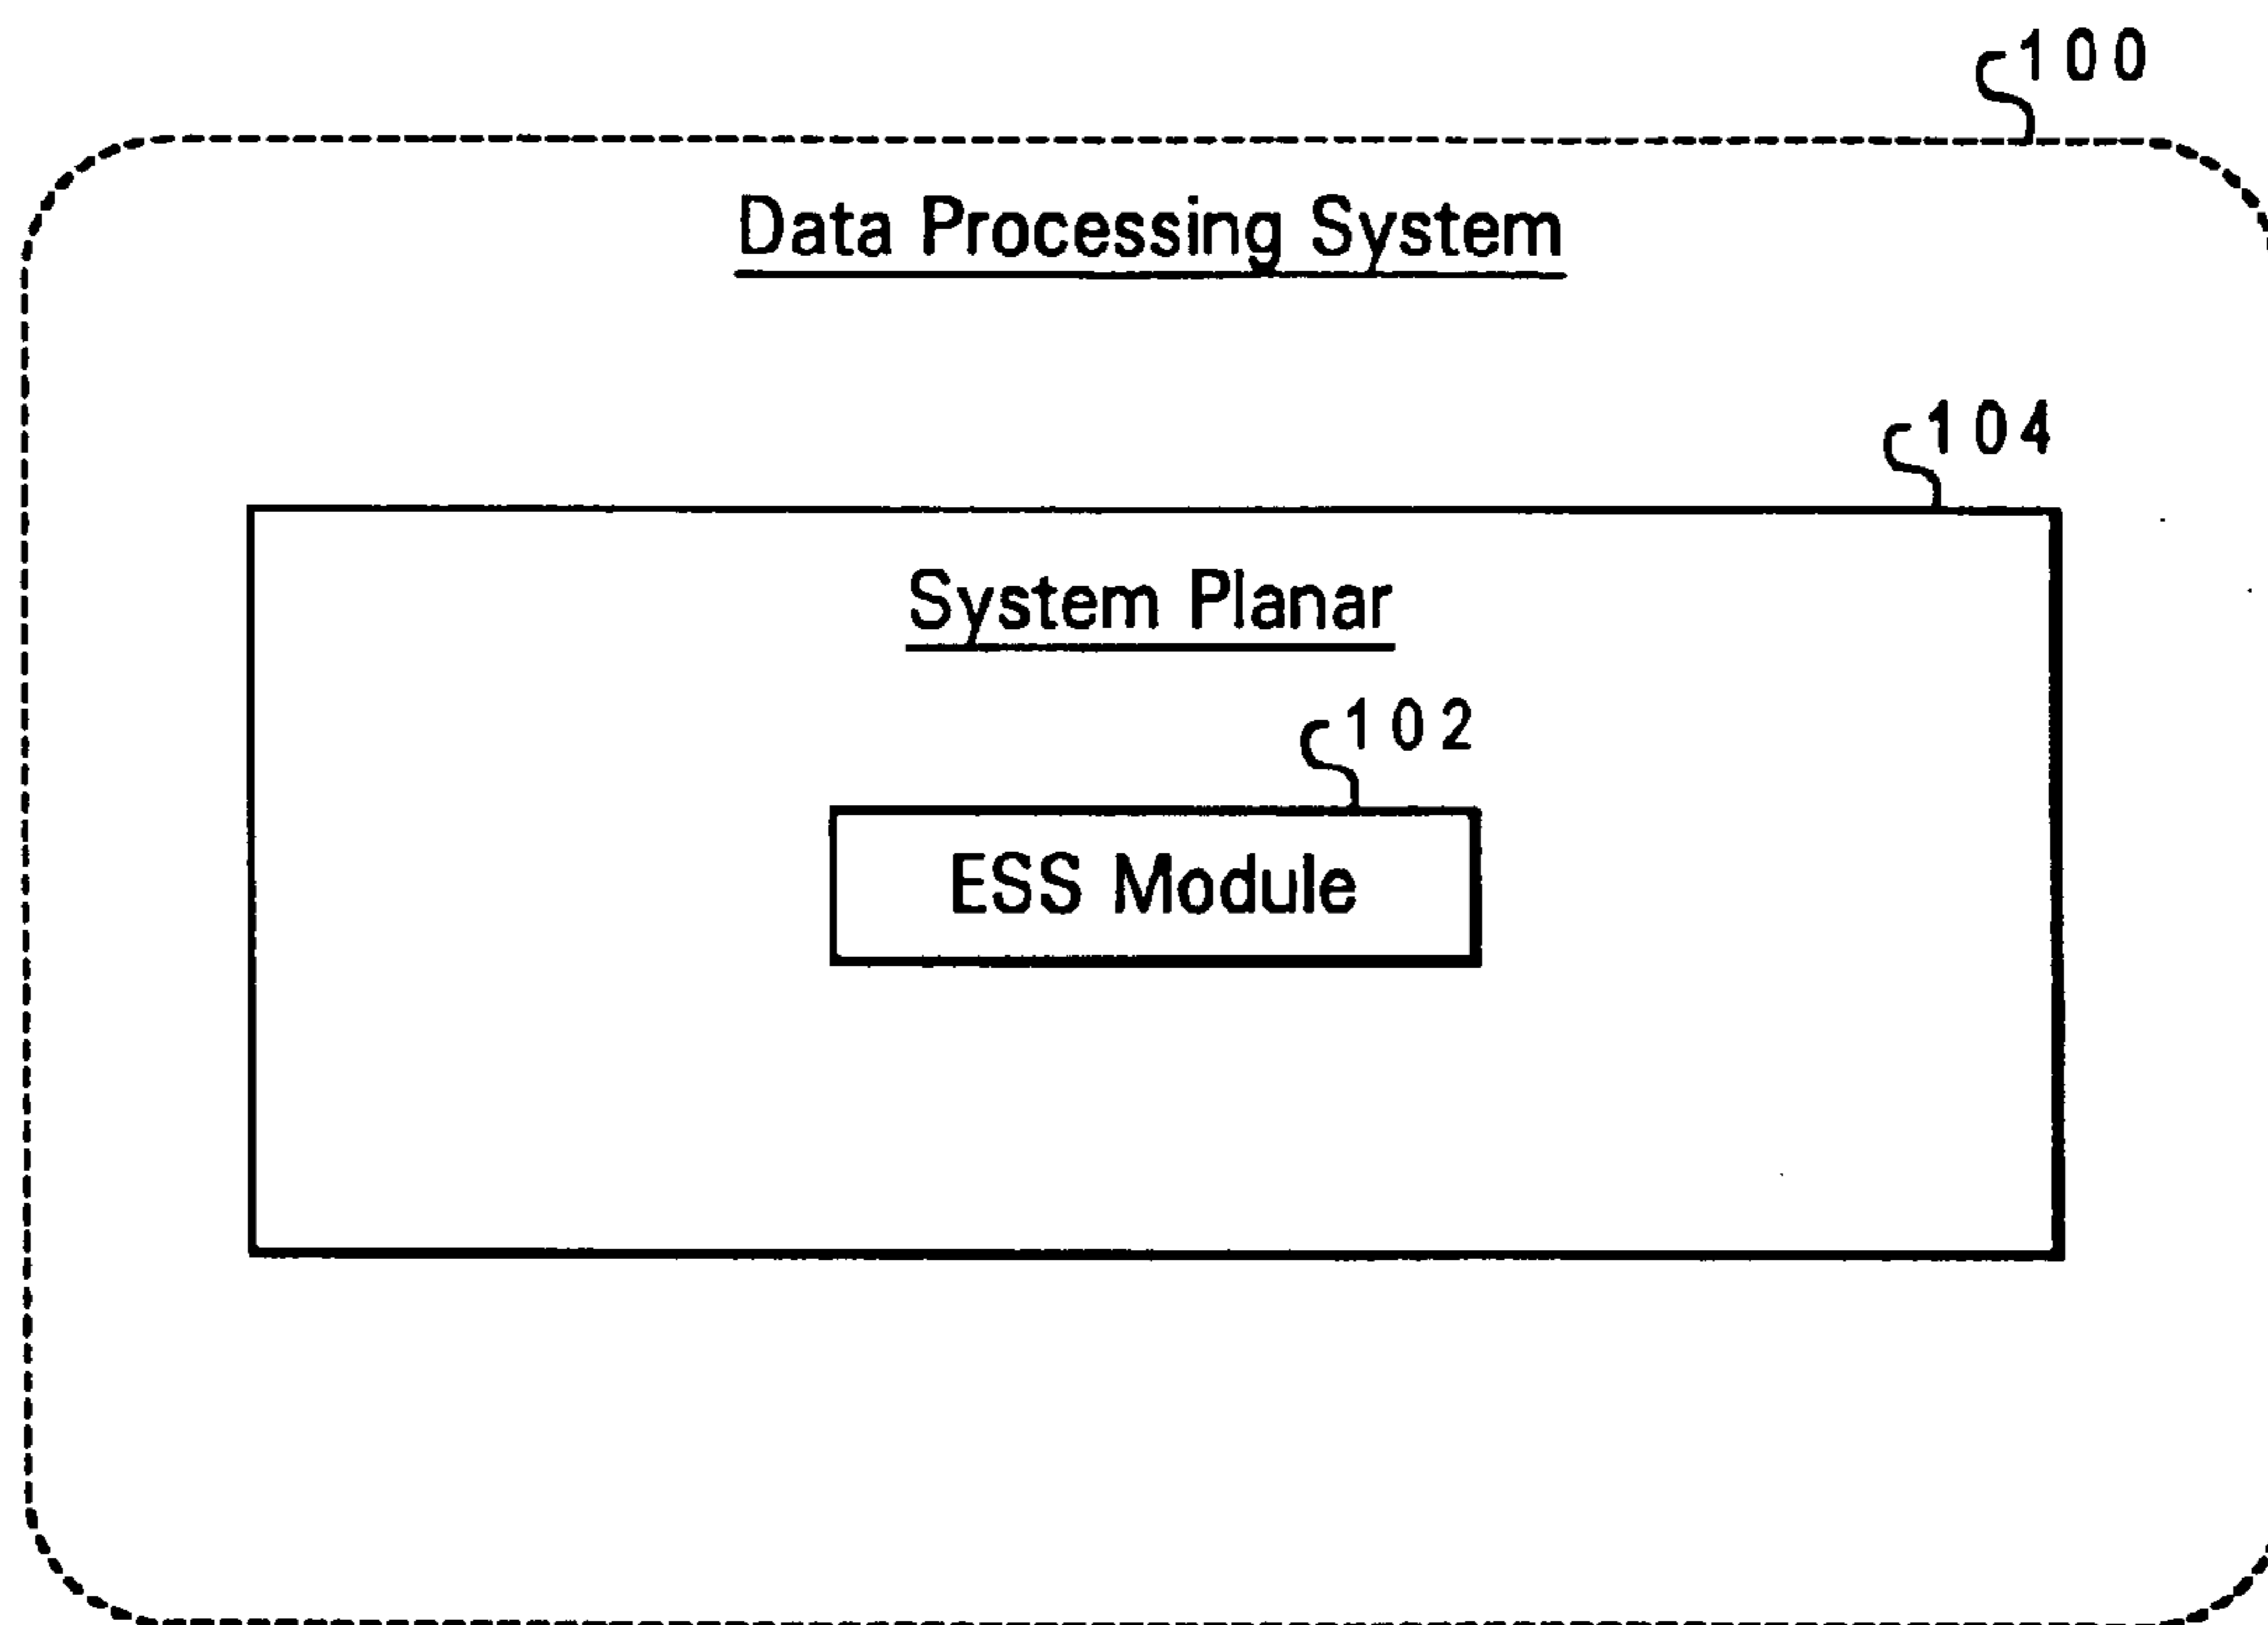 100
Data Processing System
104
System Planar
102
ESS Module